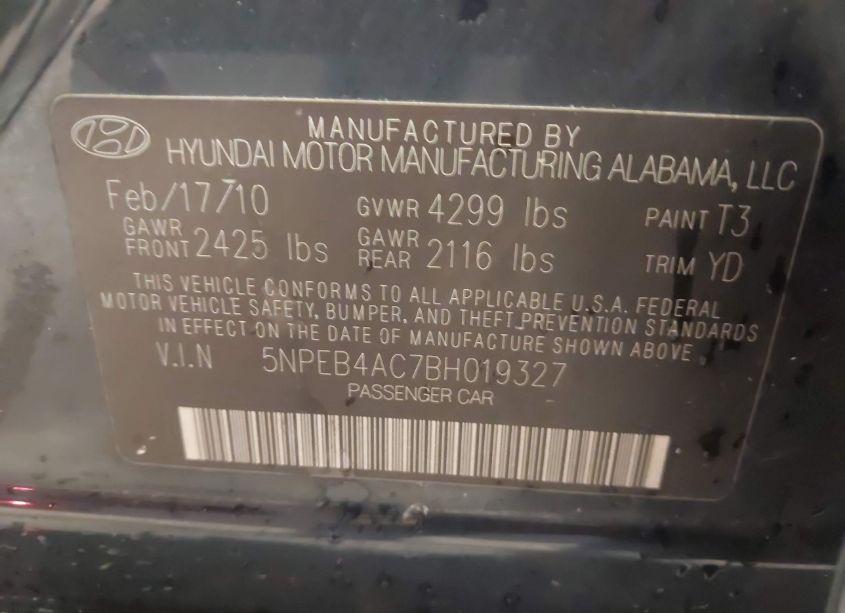 MANUFACTURED BY
HYUNDAI MOTOR MANUFACTURING ALABAMA, LLC
Feb/17/10 GVWR 4299 lbs PAINT T3
GAWR FRONT 2425 lbs GAWR REAR 2116 lbs TRIM YD
THIS VEHICLE CONFORMS TO ALL APPLICABLE U.S.A. FEDERAL
MOTOR VEHICLE SAFETY, BUMPER, AND THEFT PREVENTION STANDARDS
IN EFFECT ON THE DATE OF MANUFACTURE SHOWN ABOVE
V.I.N 5NPEB4AC7BH019327
PASSENGER CAR